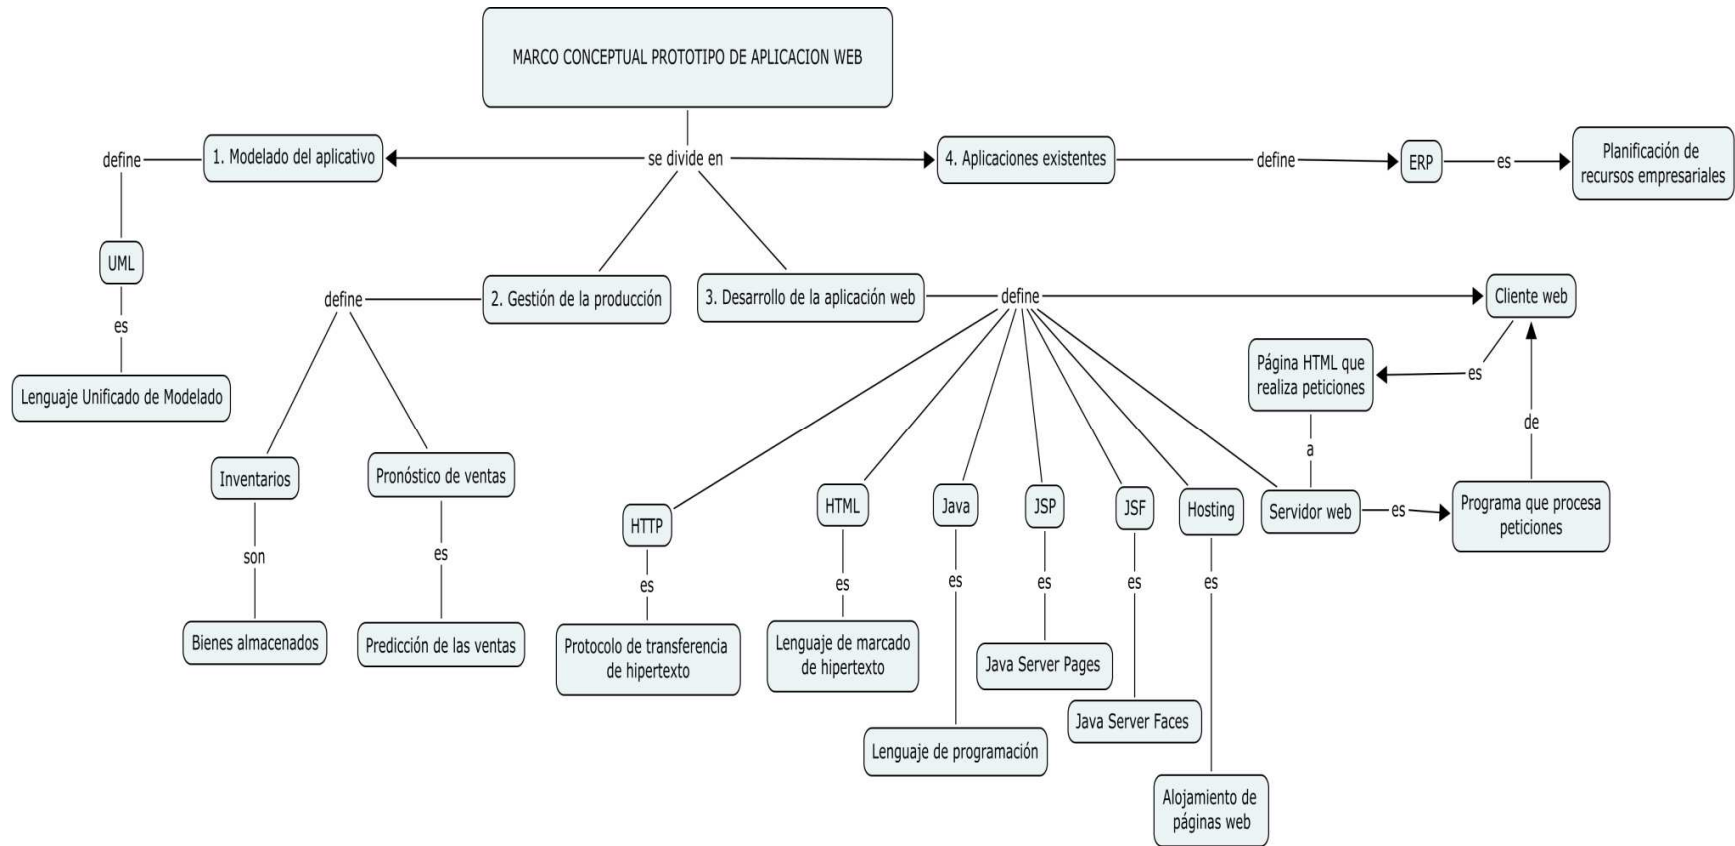 MARCO CONCEPTUAL PROTOTIPO DE APLICACION WEB
define
1. Modelado del aplicativo
se divide en
4. Aplicaciones existentes
define
ERP
es
Planificación de
recursos empresariales
UML
es
Lenguaje Unificado de Modelado
define
2. Gestión de la producción
3. Desarrollo de la aplicación web
define
Cliente web
Página HTML que
realiza peticiones
es
a
de
Inventarios
Pronóstico de ventas
HTTP
HTML
Java
JSP
JSF
Hosting
Servidor web
es
Programa que procesa
peticiones
son
es
es
es
es
es
es
es
Bienes almacenados
Predicción de las ventas
Protocolo de transferencia
de hipertexto
Lenguaje de marcado
de hipertexto
Java Server Pages
Java Server Faces
Lenguaje de programación
Alojamiento de
páginas web